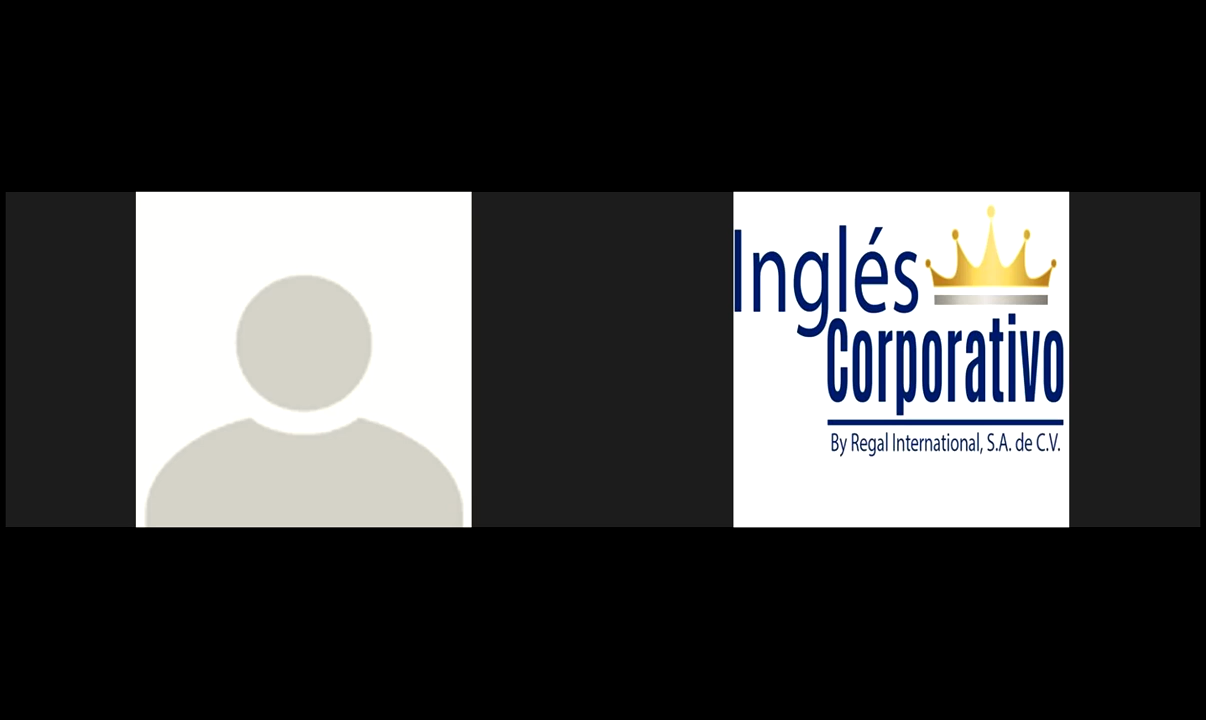 Inglés
Corporativo
By Regal International, S.A. de C.V.